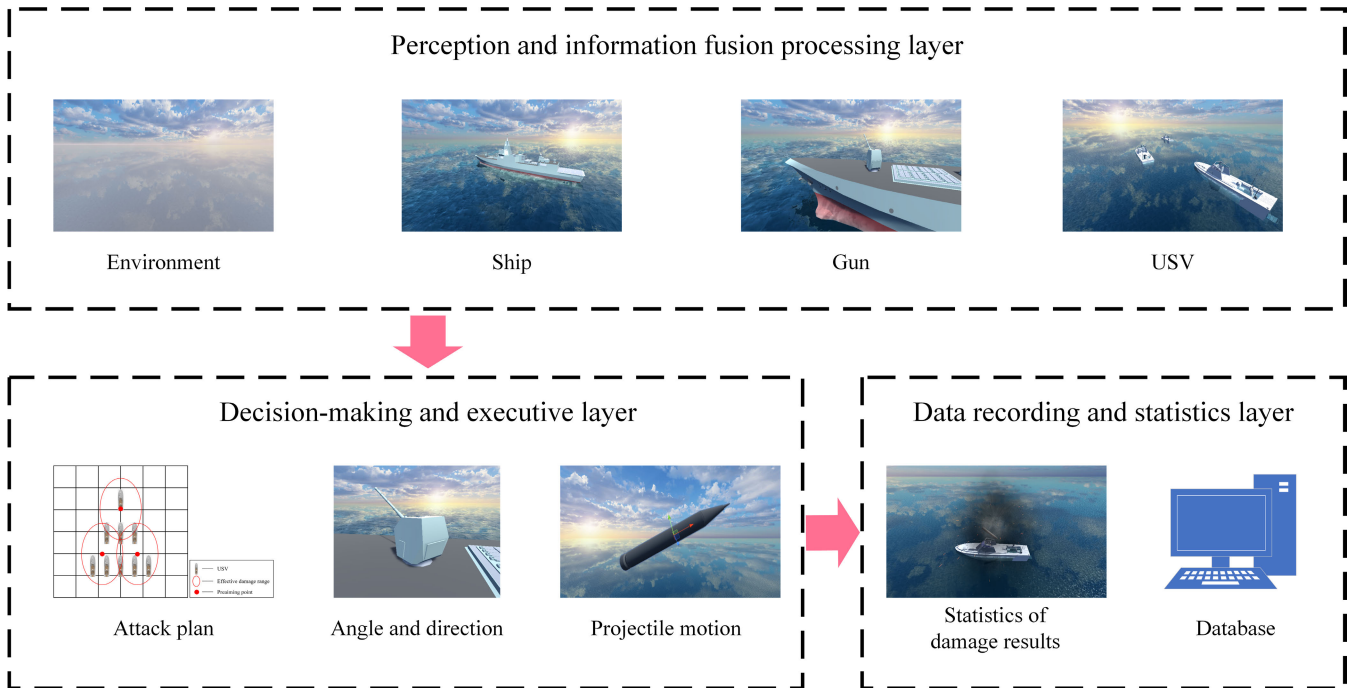 Perception and information fusion processing layer
Environment
Ship
Gun
USV
Decision-making and executive layer
USV
Effective damage range
Preaiming point
Attack plan
Angle and direction
Projectile motion
Data recording and statistics layer
Statistics of
damage results
Database